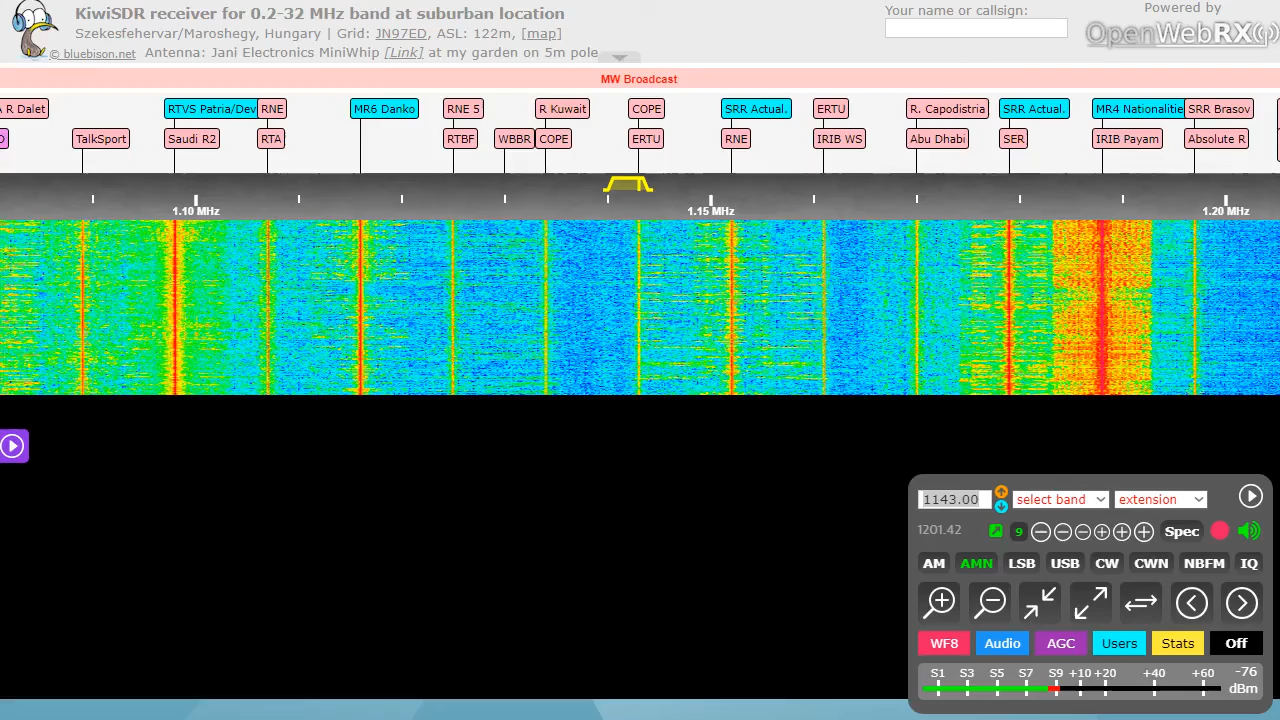 KiwiSDR receiver for 0.2-32 MHz band at suburban location
Szekesfehervar/Maroshegy, Hungary | Grid: JN97ED, ASL: 122m, [map]
© bluebison.net
Antenna: Jani Electronics MiniWhip [Link] at my garden on 5m pole
Your name or callsign:
Powered by
OpenWebRX
MW Broadcast
R Dalet RTVS Patria/Dev RNE MR6 Danko RNE 5 R Kuwait COPE SRR Actual. ERTU R. Capodistria SRR Actual. MR4 Nationalitie SRR Brasov
TalkSport Saudi R2 RTA RTBF WBBR COPE ERTU RNE IRIB WS Abu Dhabi SER IRIB Payam Absolute R
1.10 MHz 1.15 MHz 1.20 MHz
1143.00 select band extension
1201.42 9 Spec
AM AMN LSB USB CW CWN NBFM IQ
WF8 Audio AGC Users Stats Off
S1 S3 S5 S7 S9 +10 +20 +40 +60 -76
dBm